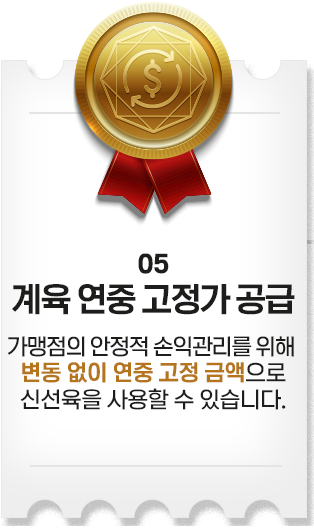 $
05
계육 연중 고정가 공급
가맹점의 안정적 손익관리를 위해
변동 없이 연중 고정 금액으로
신선육을 사용할 수 있습니다.